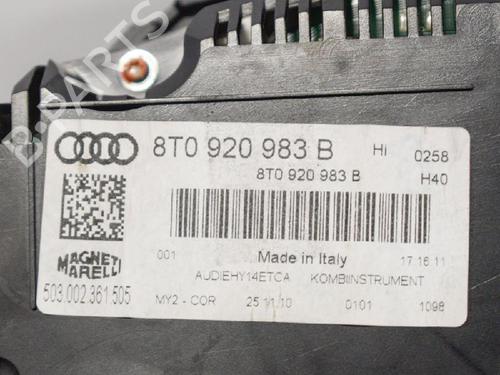 B-PARTS
8T0 920 983 B HI 0258
8T0 920 983 B H40
001 Made in Italy 17 16 11
MAGNETI MARELLI
AUDIEHY14ETCA KOMBIINSTRUMENT
503.002.361.505
MY2 - COR 25.11.10 0101 1098